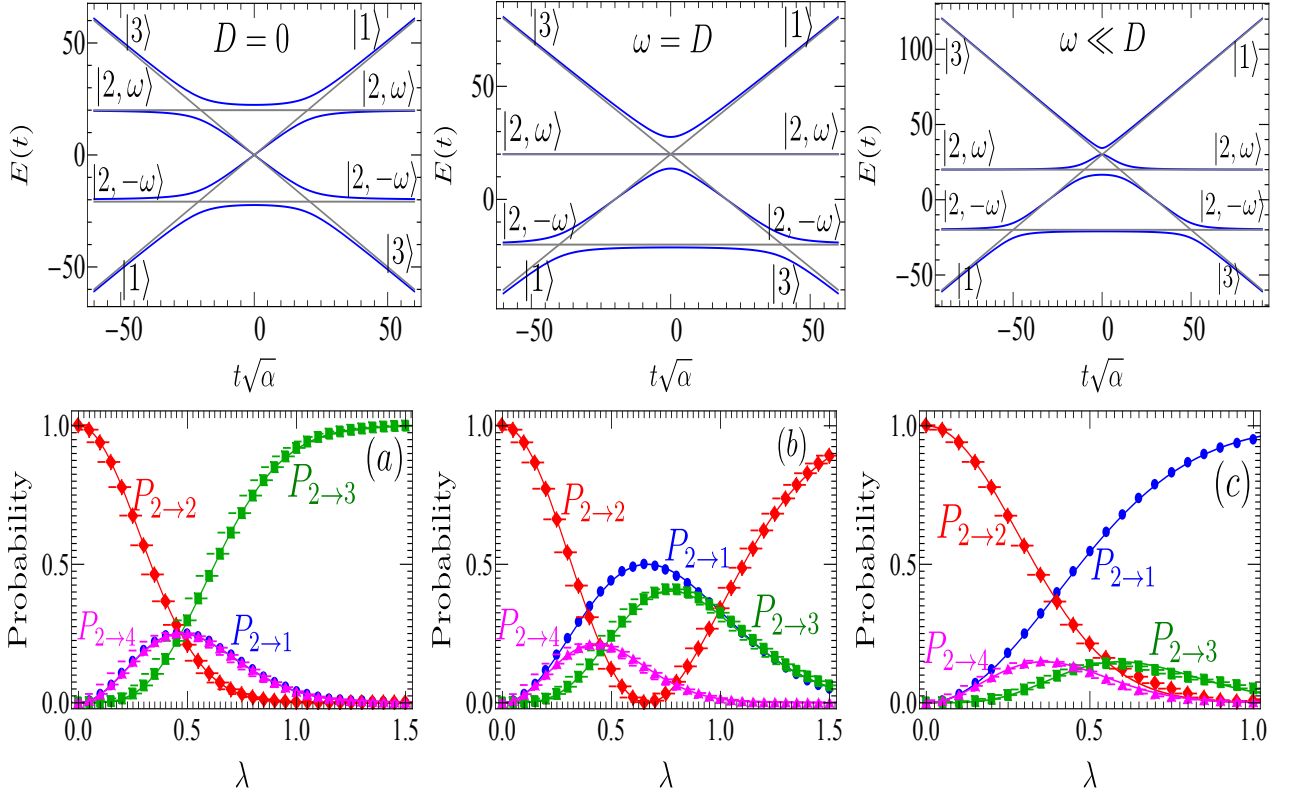 D = 0
|3⟩
|1⟩
|2, ω⟩
|2, ω⟩
|2, −ω⟩
|2, −ω⟩
|1⟩
|3⟩
50
0
−50
E(t)
−50
0
50
t√α
ω = D
|3⟩
|1⟩
|2, ω⟩
|2, ω⟩
|2, −ω⟩
|2, −ω⟩
|1⟩
|3⟩
50
0
E(t)
−50
0
50
t√α
ω ≪ D
|3⟩
|1⟩
|2, ω⟩
|2, ω⟩
|2, −ω⟩
|2, −ω⟩
|1⟩
|3⟩
100
50
0
−50
E(t)
−50
0
50
t√α
(a)
P2→2
P2→3
P2→4
P2→1
1.0
0.5
0.0
Probability
0.0
0.5
1.0
1.5
λ
(b)
P2→2
P2→1
P2→4
P2→3
1.0
0.5
0.0
Probability
0.0
0.5
1.0
1.5
λ
(c)
P2→2
P2→1
P2→4
P2→3
1.0
0.5
0.0
Probability
0.0
0.5
1.0
λ